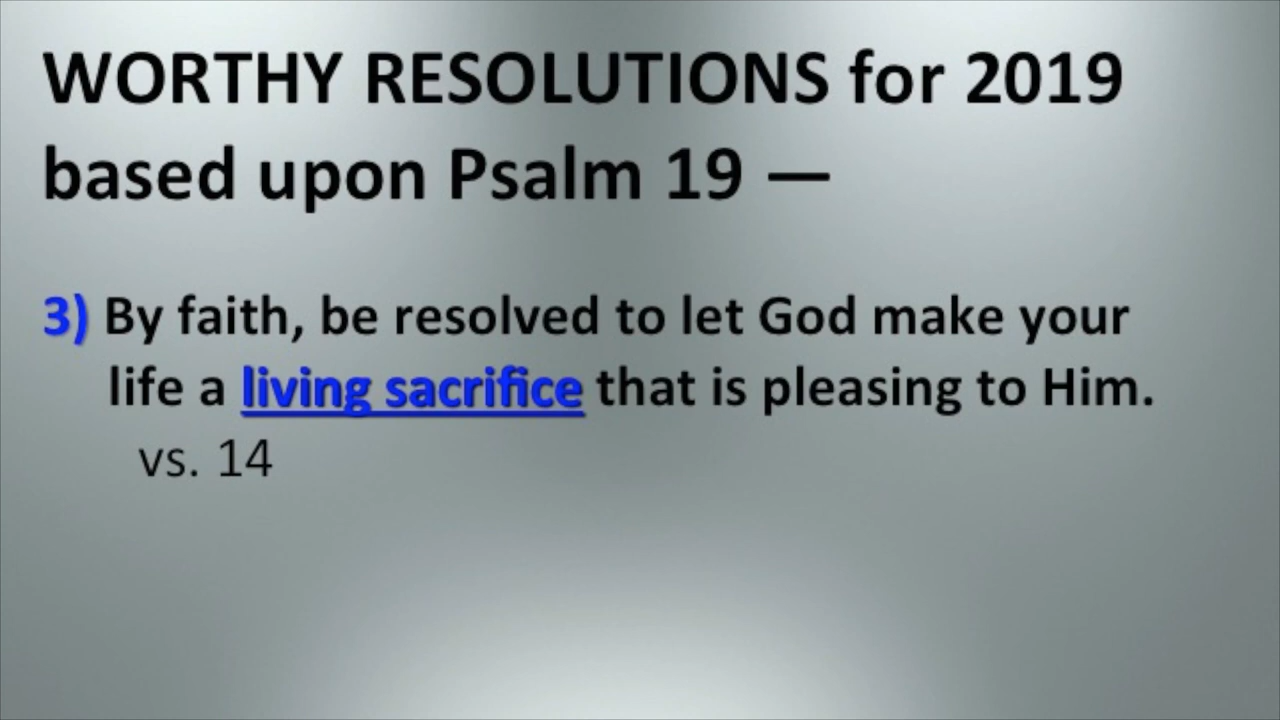 WORTHY RESOLUTIONS for 2019
based upon Psalm 19 —
3) By faith, be resolved to let God make your
life a living sacrifice that is pleasing to Him.
vs. 14